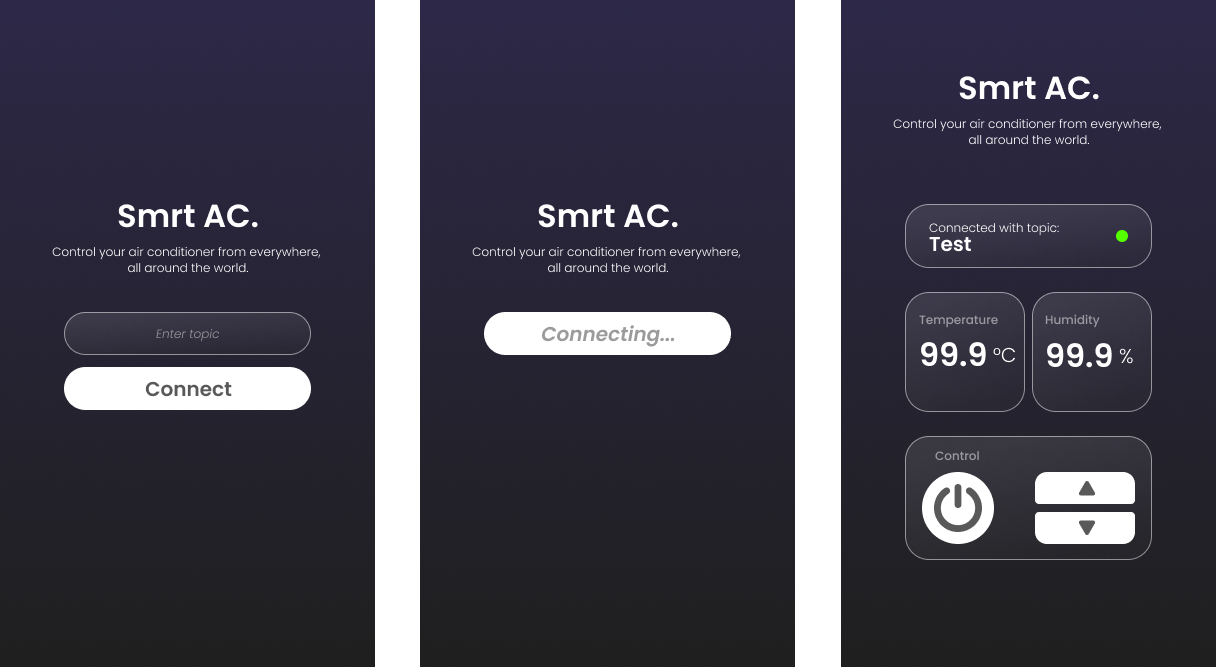 Smrt AC.
Control your air conditioner from everywhere,
all around the world.
Enter topic
Connect
Smrt AC.
Control your air conditioner from everywhere,
all around the world.
Connecting...
Smrt AC.
Control your air conditioner from everywhere,
all around the world.
Connected with topic:
Test
Temperature
99.9 °C
Humidity
99.9 %
Control